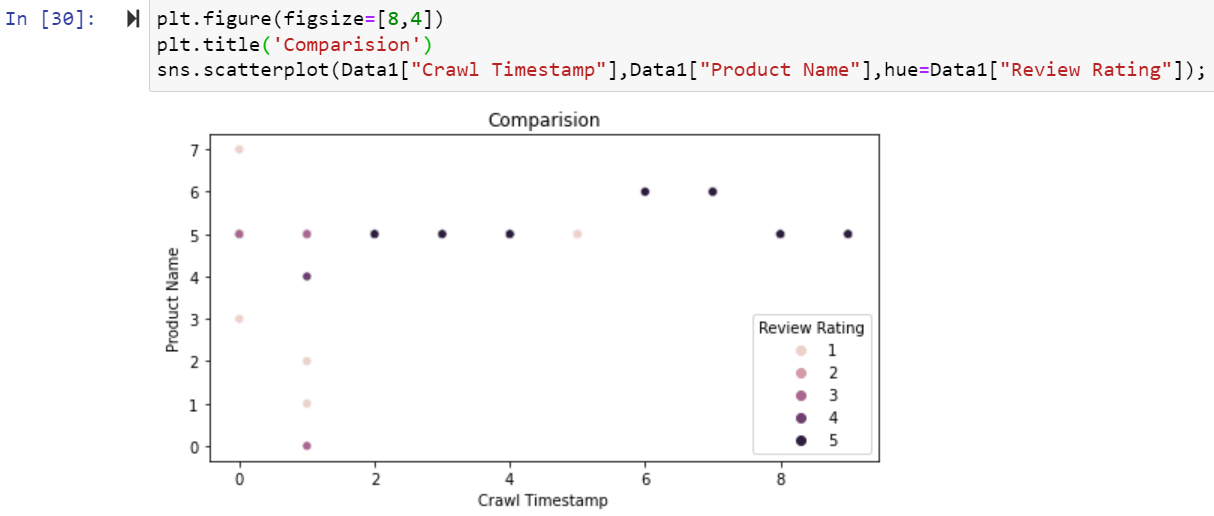 In [30]:
plt.figure(figsize=[8,4])
plt.title('Comparision')
sns.scatterplot(Data1["Crawl Timestamp"],Data1["Product Name"],hue=Data1["Review Rating"]);
Comparision
7
6
5
4
3
2
1
0
Product Name
Review Rating
1
2
3
4
5
0 2 4 6 8
Crawl Timestamp